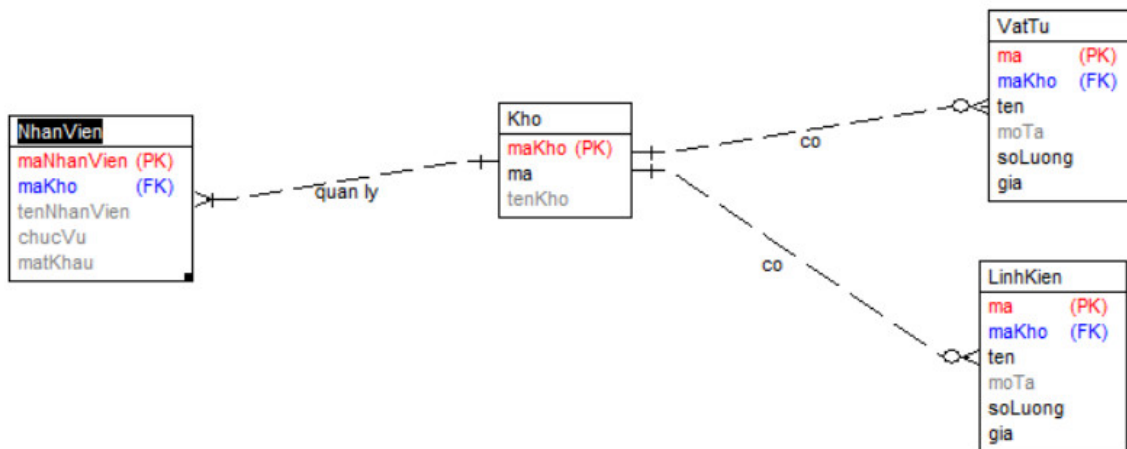 NhanVien
maNhanVien (PK)
maKho (FK)
tenNhanVien
chucVu
matKhau
quan ly
Kho
maKho (PK)
ma
tenKho
co
co
VatTu
ma (PK)
maKho (FK)
ten
moTa
soLuong
gia
LinhKien
ma (PK)
maKho (FK)
ten
moTa
soLuong
gia